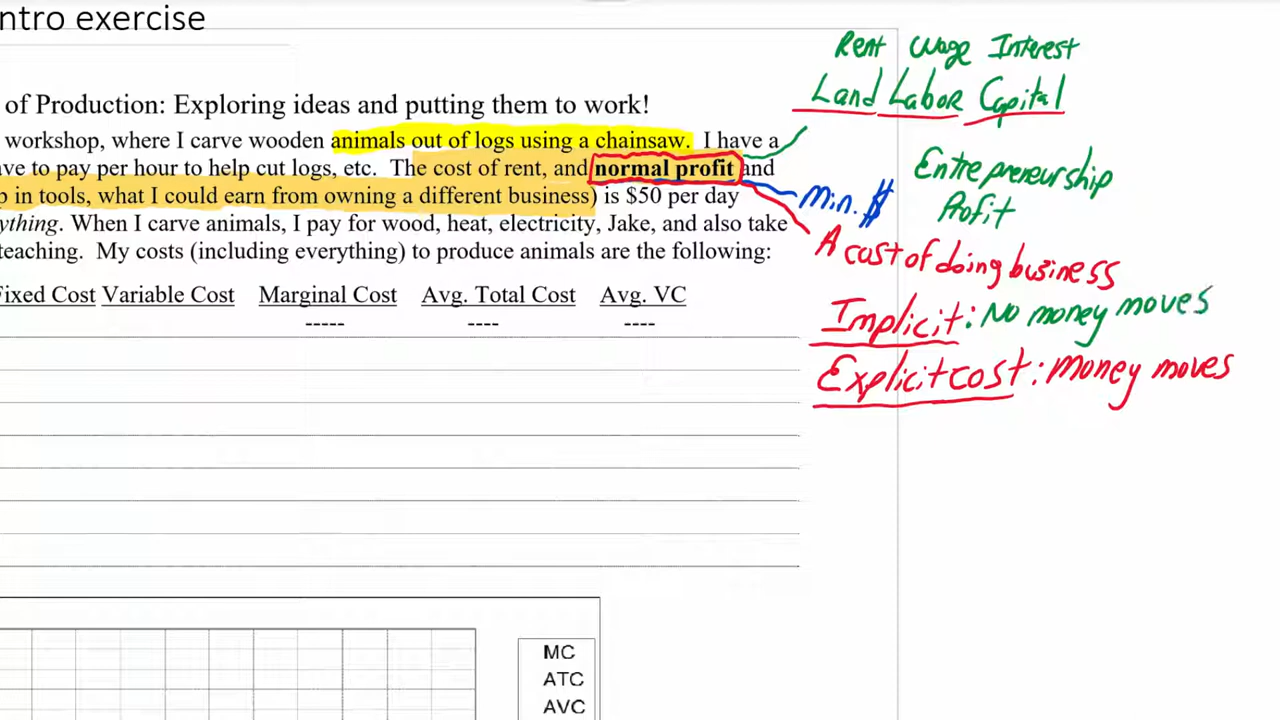 ntro exercise
Rent Wage Interest
Land Labor Capital
of Production: Exploring ideas and putting them to work!
workshop, where I carve wooden animals out of logs using a chainsaw. I have a
ave to pay per hour to help cut logs, etc. The cost of rent, and normal profit and
p in tools, what I could earn from owning a different business) is $50 per day
ything. When I carve animals, I pay for wood, heat, electricity, Jake, and also take
teaching. My costs (including everything) to produce animals are the following:
Entrepreneurship
Profit
Min. $
A cost of doing business
Implicit: No money moves
Explicit cost: Money moves
Fixed Cost Variable Cost Marginal Cost Avg. Total Cost Avg. VC
----- ---- ----
MC
ATC
AVC